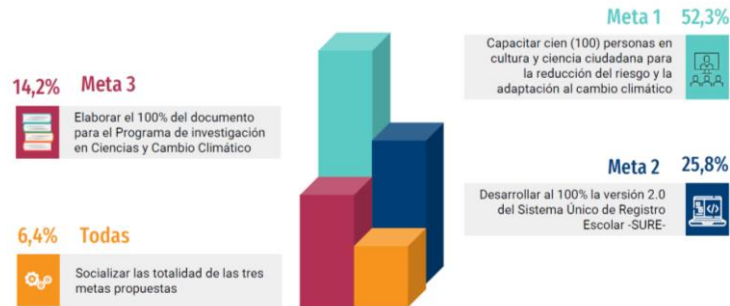 Meta 1 52,3%
Capacitar cien (100) personas en
cultura y ciencia ciudadana para
la reducción del riesgo y la
adaptación al cambio climático
14,2% Meta 3
Elaborar el 100% del documento
para el Programa de investigación
en Ciencias y Cambio Climático
Meta 2 25,8%
Desarrollar al 100% la versión 2.0
del Sistema Único de Registro
Escolar -SURE-
6,4% Todas
Socializar las totalidad de las tres
metas propuestas